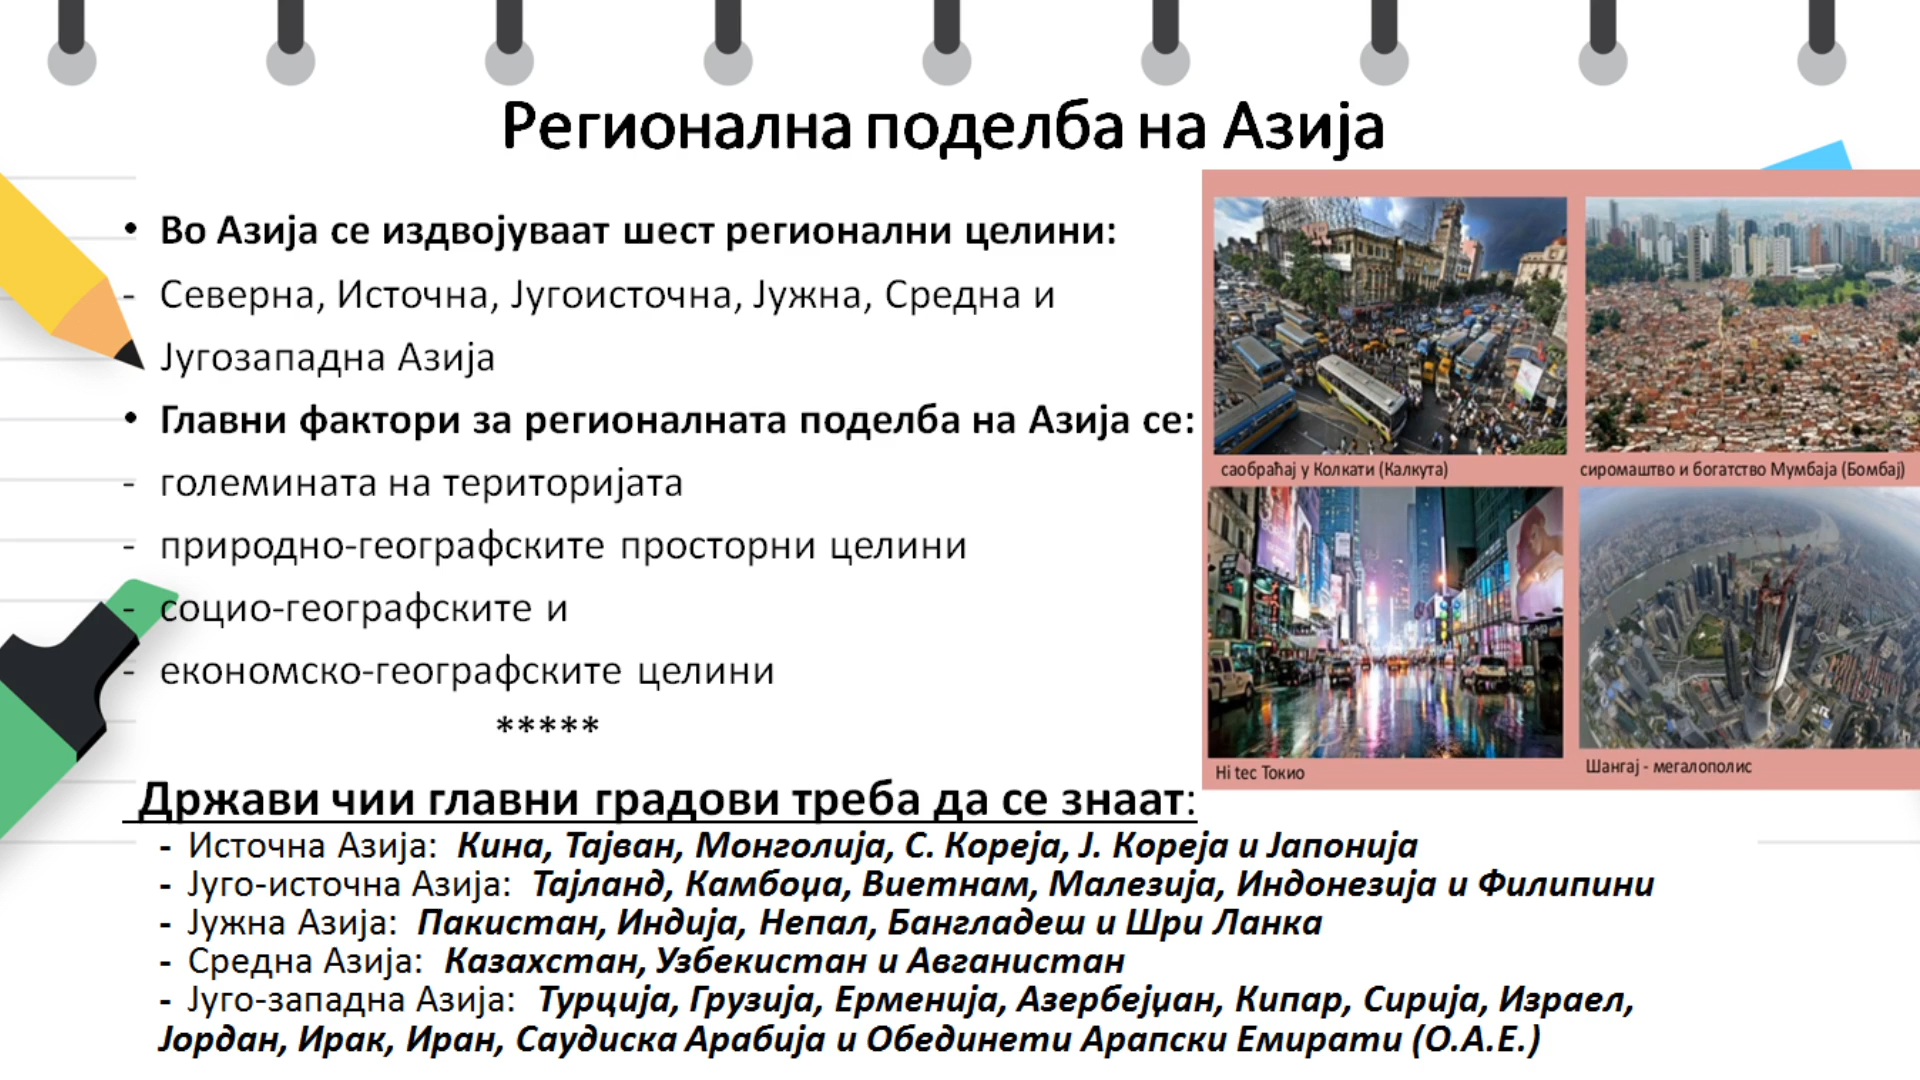 Регионална поделба на Азија
• Во Азија се издвојуваат шест регионални целини:
- Северна, Источна, Југоисточна, Јужна, Средна и
Југозападна Азија
• Главни фактори за регионалната поделба на Азија се:
- големината на територијата
- природно-географските просторни целини
- социо-географските и
- економско-географските целини
*****
саобраћај у Колкати (Калкута)
сиромаштво и богатство Мумбаја (Бомбај)
Hi tec Токио
Шангај - мегалополис
Држави чии главни градови треба да се знаат:
- Источна Азија: Кина, Тајван, Монголија, С. Кореја, Ј. Кореја и Јапонија
- Југо-источна Азија: Тајланд, Камбоџа, Виетнам, Малезија, Индонезија и Филипини
- Јужна Азија: Пакистан, Индија, Непал, Бангладеш и Шри Ланка
- Средна Азија: Казахстан, Узбекистан и Авганистан
- Југо-западна Азија: Турција, Грузија, Ерменија, Азербејџан, Кипар, Сирија, Израел,
Јордан, Ирак, Иран, Саудиска Арабија и Обединети Арапски Емирати (О.А.Е.)